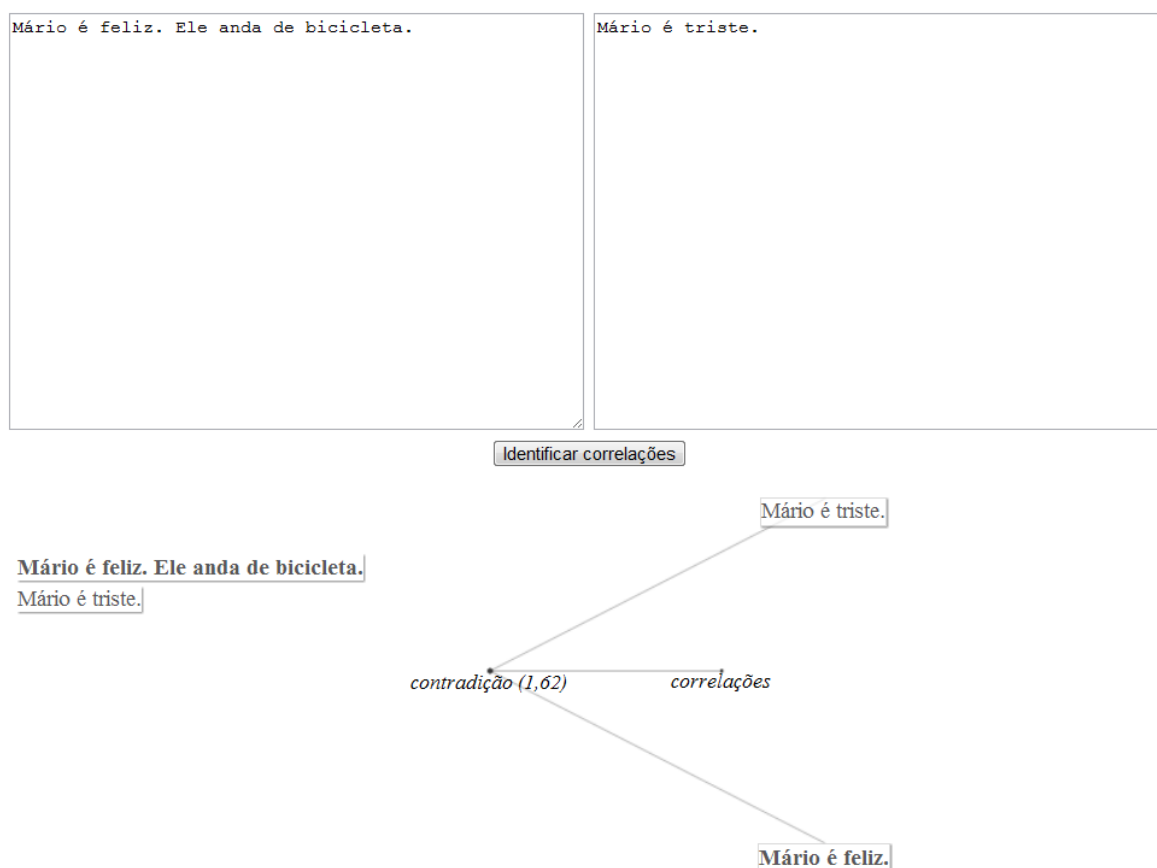 Mário é feliz. Ele anda de bicicleta.
Mário é triste.
Identificar correlações
Mário é triste.
Mário é feliz. Ele anda de bicicleta.
Mário é triste.
contradição (1,62)
correlações
Mário é feliz.